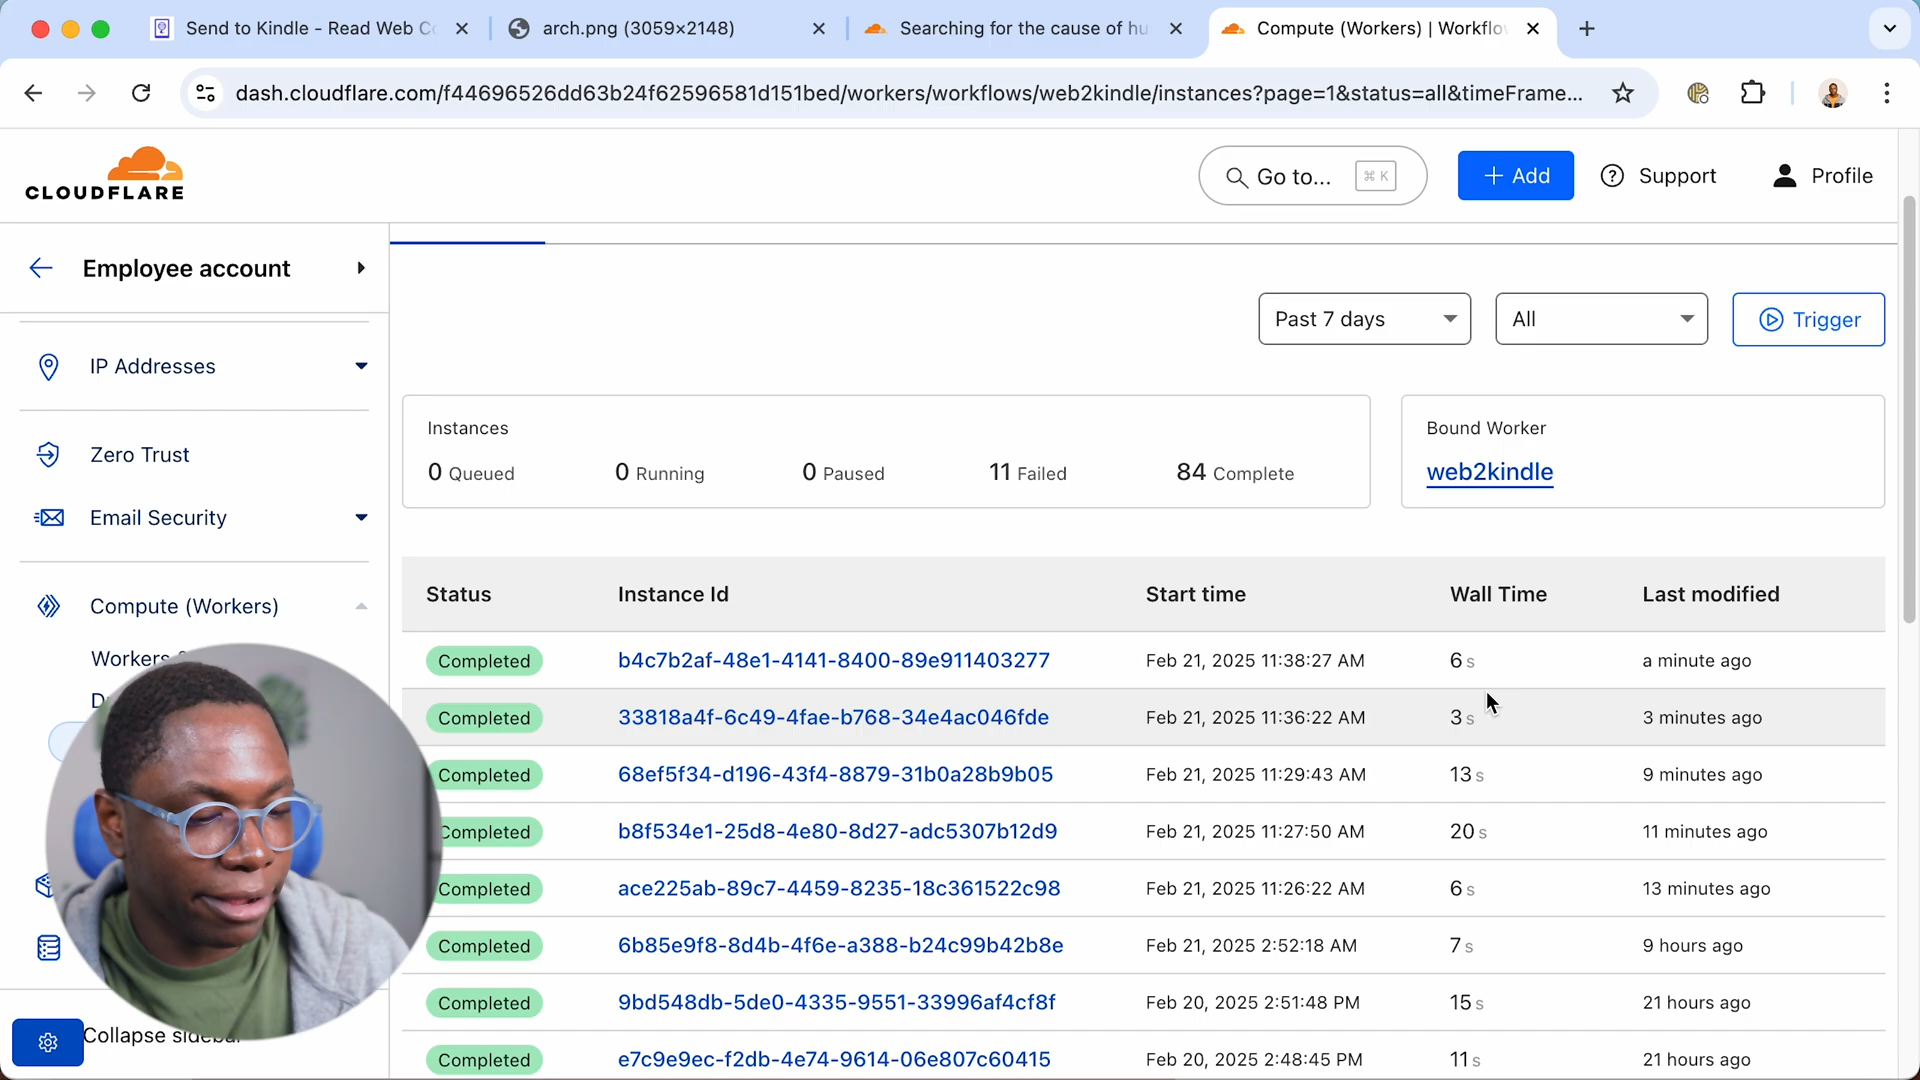 Send to Kindle - Read Web Co
arch.png (3059×2148)
Searching for the cause of hu
Compute (Workers) | Workflo
dash.cloudflare.com/f44696526dd63b24f62596581d151bed/workers/workflows/web2kindle/instances?page=1&status=all&timeFrame...
CLOUDFLARE
Go to... ⌘ K
+ Add
Support
Profile
Employee account
IP Addresses
Zero Trust
Email Security
Compute (Workers)
Workers
Collapse sidebar
Past 7 days
All
Trigger
Instances
0 Queued
0 Running
0 Paused
11 Failed
84 Complete
Bound Worker
web2kindle
Status Instance Id Start time Wall Time Last modified
Completed b4c7b2af-48e1-4141-8400-89e911403277 Feb 21, 2025 11:38:27 AM 6 s a minute ago
Completed 33818a4f-6c49-4fae-b768-34e4ac046fde Feb 21, 2025 11:36:22 AM 3 s 3 minutes ago
Completed 68ef5f34-d196-43f4-8879-31b0a28b9b05 Feb 21, 2025 11:29:43 AM 13 s 9 minutes ago
Completed b8f534e1-25d8-4e80-8d27-adc5307b12d9 Feb 21, 2025 11:27:50 AM 20 s 11 minutes ago
Completed ace225ab-89c7-4459-8235-18c361522c98 Feb 21, 2025 11:26:22 AM 6 s 13 minutes ago
Completed 6b85e9f8-8d4b-4f6e-a388-b24c99b42b8e Feb 21, 2025 2:52:18 AM 7 s 9 hours ago
Completed 9bd548db-5de0-4335-9551-33996af4cf8f Feb 20, 2025 2:51:48 PM 15 s 21 hours ago
Completed e7c9e9ec-f2db-4e74-9614-06e807c60415 Feb 20, 2025 2:48:45 PM 11 s 21 hours ago